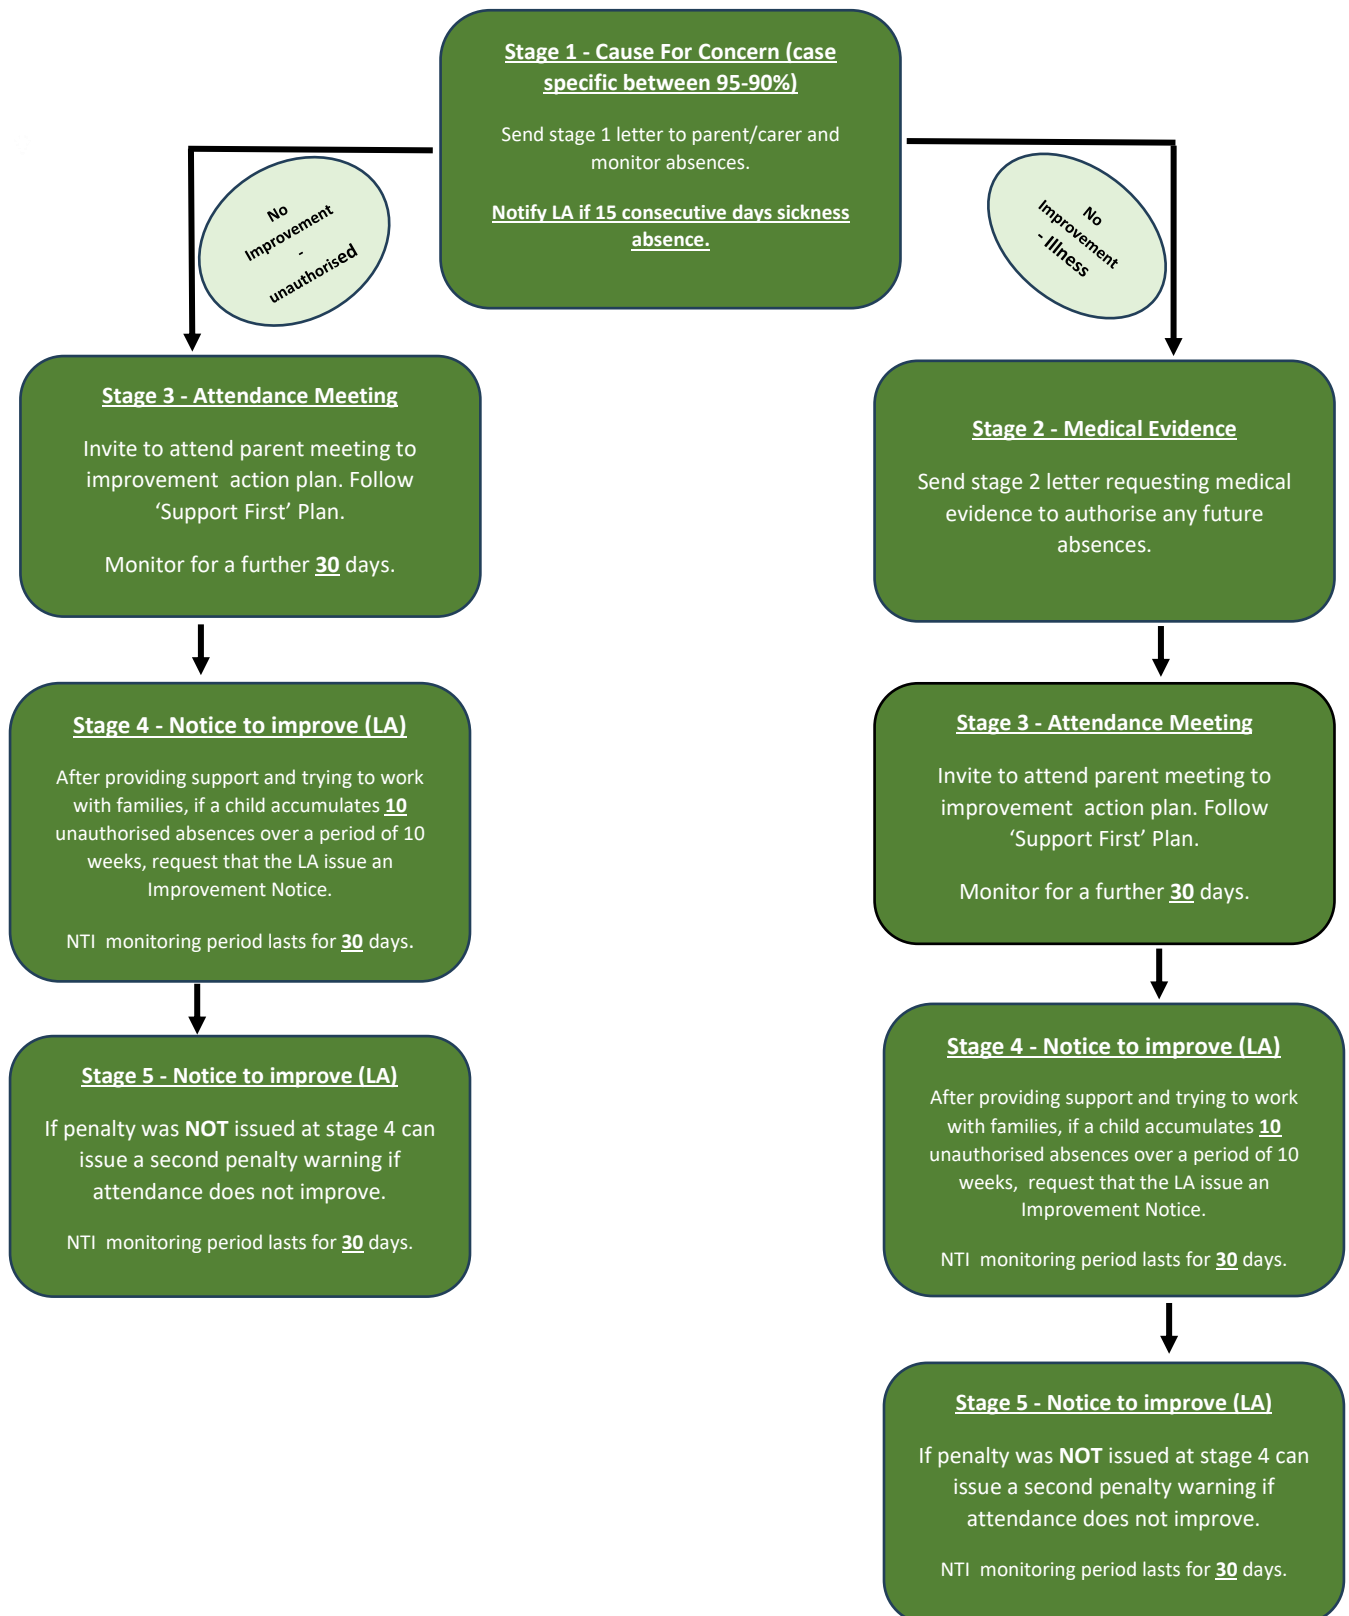 Stage 1 - Cause For Concern (case
specific between 95-90%)
Send stage 1 letter to parent/carer and
monitor absences.
Notify LA if 15 consecutive days sickness
absence.
No
Improvement
-
unauthorised
No
Improvement
- Illness
Stage 3 - Attendance Meeting
Invite to attend parent meeting to
improvement  action plan. Follow
‘Support First’ Plan.
Monitor for a further 30 days.
Stage 4 - Notice to improve (LA)
After providing support and trying to work
with families, if a child accumulates 10
unauthorised absences over a period of 10
weeks, request that the LA issue an
Improvement Notice.
NTI  monitoring period lasts for 30 days.
Stage 5 - Notice to improve (LA)
If penalty was NOT issued at stage 4 can
issue a second penalty warning if
attendance does not improve.
NTI  monitoring period lasts for 30 days.
Stage 2 - Medical Evidence
Send stage 2 letter requesting medical
evidence to authorise any future
absences.
Stage 3 - Attendance Meeting
Invite to attend parent meeting to
improvement  action plan. Follow
‘Support First’ Plan.
Monitor for a further 30 days.
Stage 4 - Notice to improve (LA)
After providing support and trying to work
with families, if a child accumulates 10
unauthorised absences over a period of 10
weeks,  request that the LA issue an
Improvement Notice.
NTI  monitoring period lasts for 30 days.
Stage 5 - Notice to improve (LA)
If penalty was NOT issued at stage 4 can
issue a second penalty warning if
attendance does not improve.
NTI  monitoring period lasts for 30 days.